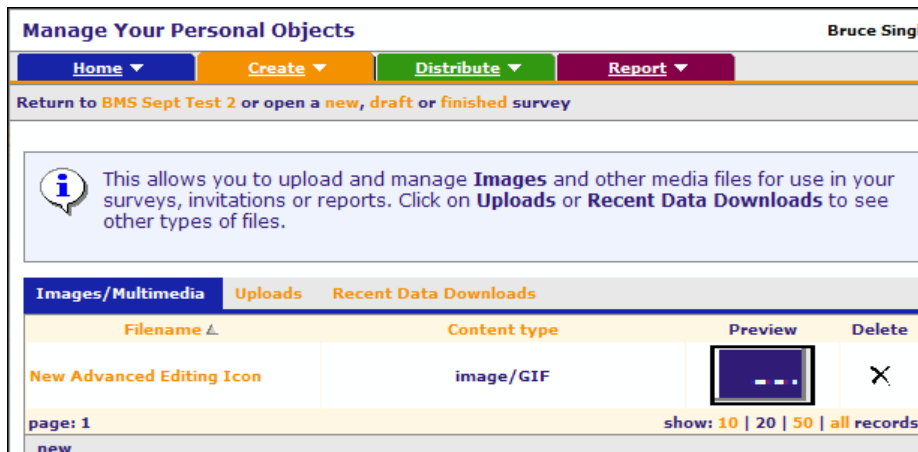 Manage Your Personal Objects Bruce Singl
Home Create Distribute Report
Return to BMS Sept Test 2 or open a new, draft or finished survey
This allows you to upload and manage Images and other media files for use in your
surveys, invitations or reports. Click on Uploads or Recent Data Downloads to see
other types of files.
Images/Multimedia Uploads Recent Data Downloads
Filename Content type Preview Delete
New Advanced Editing Icon image/GIF
page: 1 show: 10 | 20 | 50 | all records
new